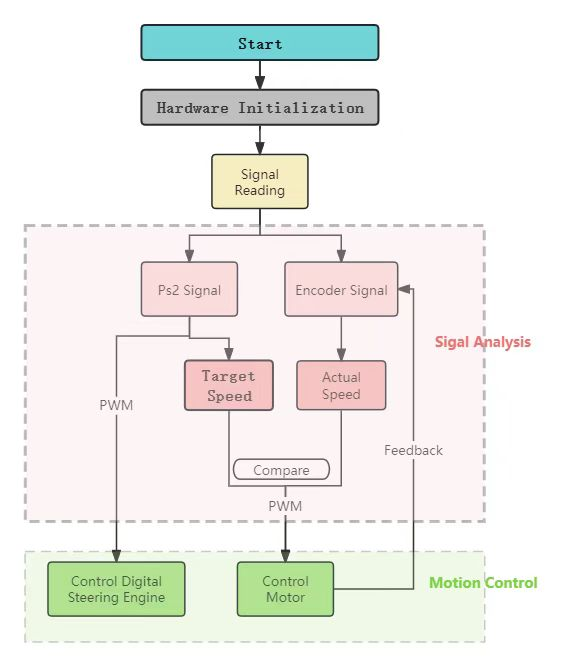 Start
Hardware Initialization
Signal
Reading
Ps2 Signal
Encoder Signal
Sigal Analysis
Target
Speed
Actual
Speed
PWM
Feedback
Compare
PWM
Control Digital
Steering Engine
Control
Motor
Motion Control